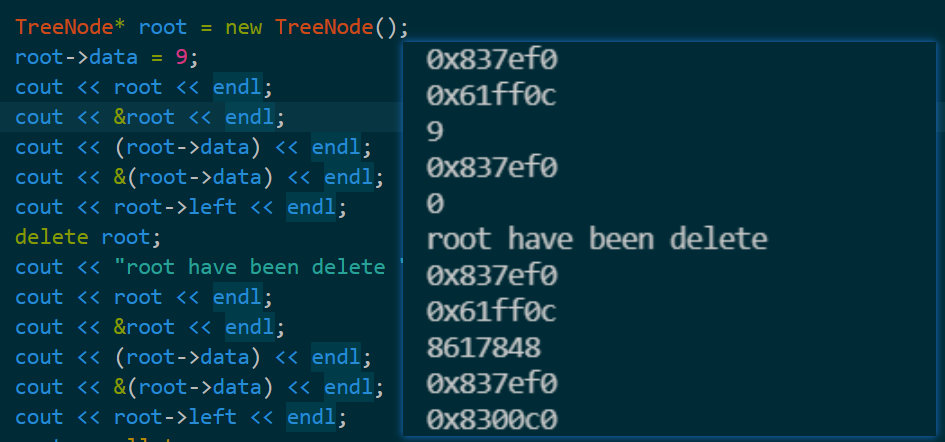 TreeNode* root = new TreeNode();
root->data = 9;
cout << root << endl;
cout << &root << endl;
cout << (root->data) << endl;
cout << &(root->data) << endl;
cout << root->left << endl;
delete root;
cout << "root have been delete "
cout << root << endl;
cout << &root << endl;
cout << (root->data) << endl;
cout << &(root->data) << endl;
cout << root->left << endl;
0x837ef0
0x61ff0c
9
0x837ef0
0
root have been delete
0x837ef0
0x61ff0c
8617848
0x837ef0
0x8300c0